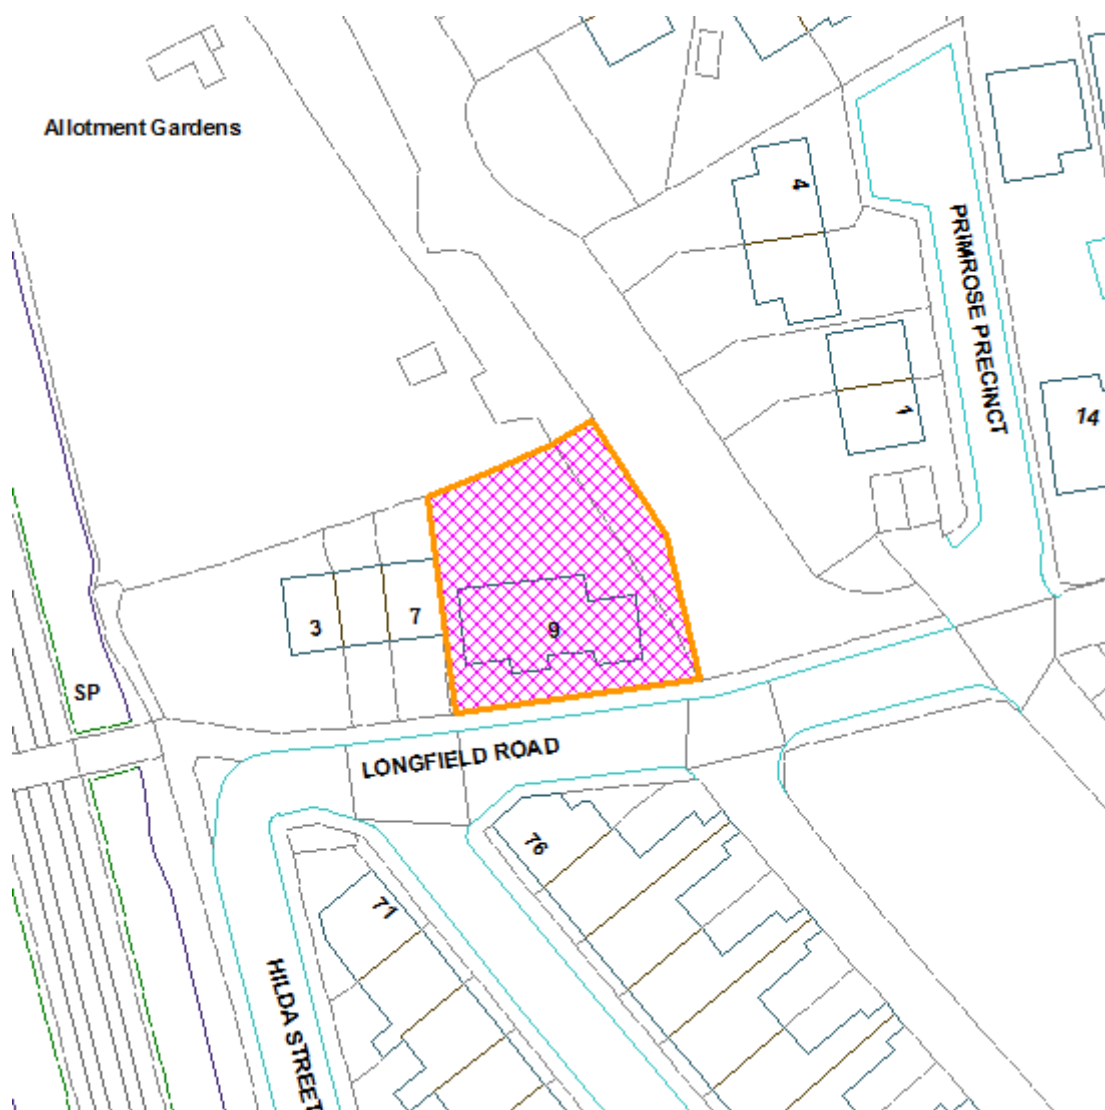 Allotment Gardens
4
PRIMROSE PRECINCT
1
14
3
7
9
SP
LONGFIELD ROAD
76
71
HILDA STREET